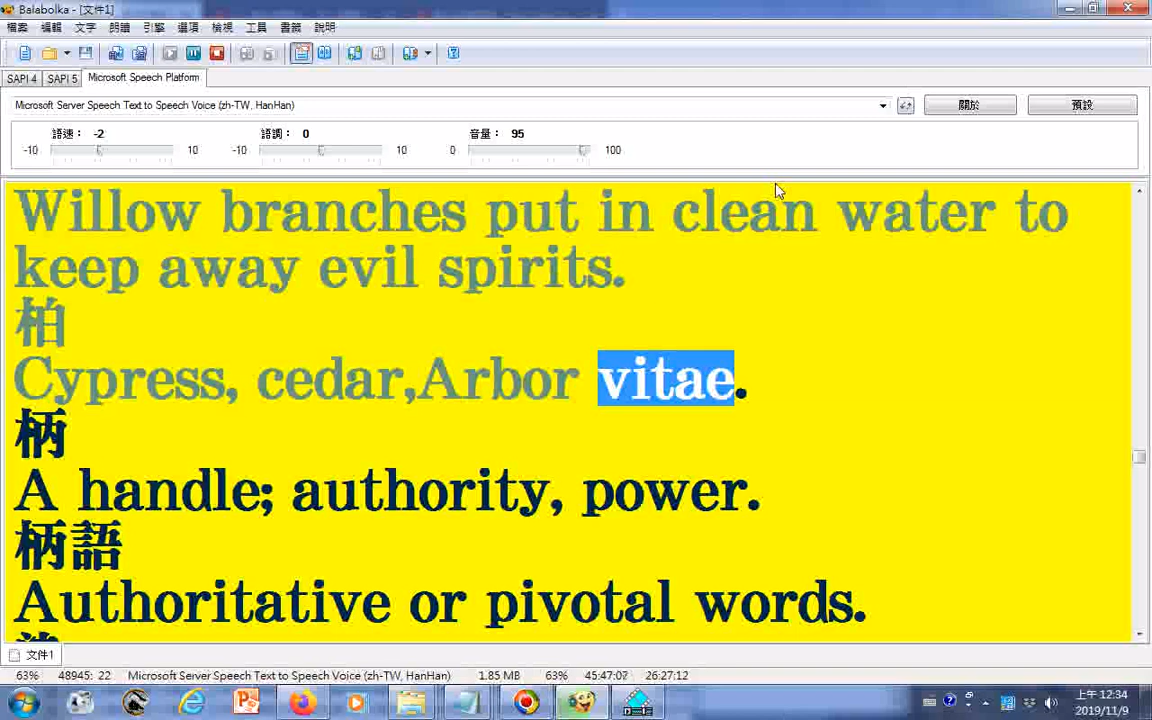 Balabolka - [文件1]
檔案 編輯 文字 朗讀 引擎 選項 檢視 工具 書籤 說明
SAPI 4 SAPI 5 Microsoft Speech Platform
Microsoft Server Speech Text to Speech Voice (zh-TW, HanHan) 關於 預設
語速： -2 語調： 0 音量： 95
-10 10 -10 10 0 100
Willow branches put in clean water to
keep away evil spirits.
柏
Cypress, cedar,Arbor vitae.
柄
A handle; authority, power.
柄語
Authoritative or pivotal words.
文件1
63% 48945: 22 Microsoft Server Speech Text to Speech Voice (zh-TW, HanHan) 1.85 MB 63% 45:47:07 26:27:12
上午 12:34
2019/11/9